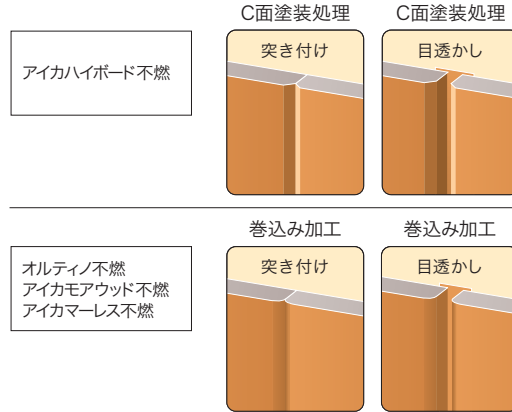 C面塗装処理
C面塗装処理
アイカハイボード不燃
突き付け
目透かし
巻込み加工
巻込み加工
オルティノ不燃
アイカモアウッド不燃
アイカマーレス不燃
突き付け
目透かし